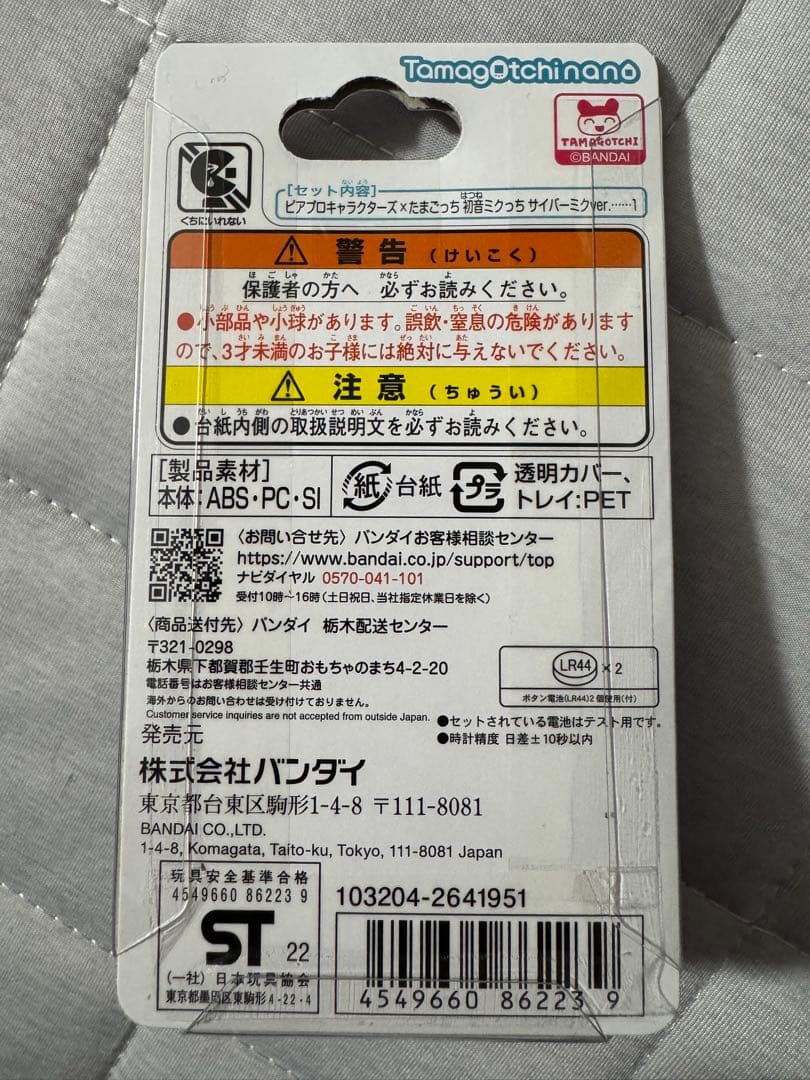 Tamagotchi nano
TAMAGOTCHI
©BANDAI
くちにいれない
[セット内容]
ピアプロキャラクターズ×たまごっち 初音ミクっち サイバーミクver.……1
警告 (けいこく)
保護者の方へ 必ずお読みください。
●小部品や小球があります。誤飲・窒息の危険がありますので、3才未満のお子様には絶対に与えないでください。
注意 (ちゅうい)
●台紙内側の取扱説明文を必ずお読みください。
[製品素材]
本体:ABS・PC・SI
紙 台紙
プラ 透明カバー、
トレイ:PET
〈お問い合せ先〉バンダイお客様相談センター
https://www.bandai.co.jp/support/top
ナビダイヤル 0570-041-101
受付10時〜16時(土日祝日、当社指定休業日を除く)
〈商品送付先〉バンダイ 栃木配送センター
〒321-0298
栃木県下都賀郡壬生町おもちゃのまち4-2-20
電話番号はお客様相談センター共通
海外からのお問い合わせは受け付けておりません。
Customer service inquiries are not accepted from outside Japan.
LR44 ×2
ボタン電池(LR44)2個使用(付)
●セットされている電池はテスト用です。
●時計精度 日差±10秒以内
発売元
株式会社バンダイ
東京都台東区駒形1-4-8 〒111-8081
BANDAI CO.,LTD.
1-4-8, Komagata, Taito-ku, Tokyo, 111-8081 Japan
玩具安全基準合格
4549660 86223 9
ST 22
(一社)日本玩具協会
東京都墨田区東駒形4-22-4
103204-2641951
4549660 862239